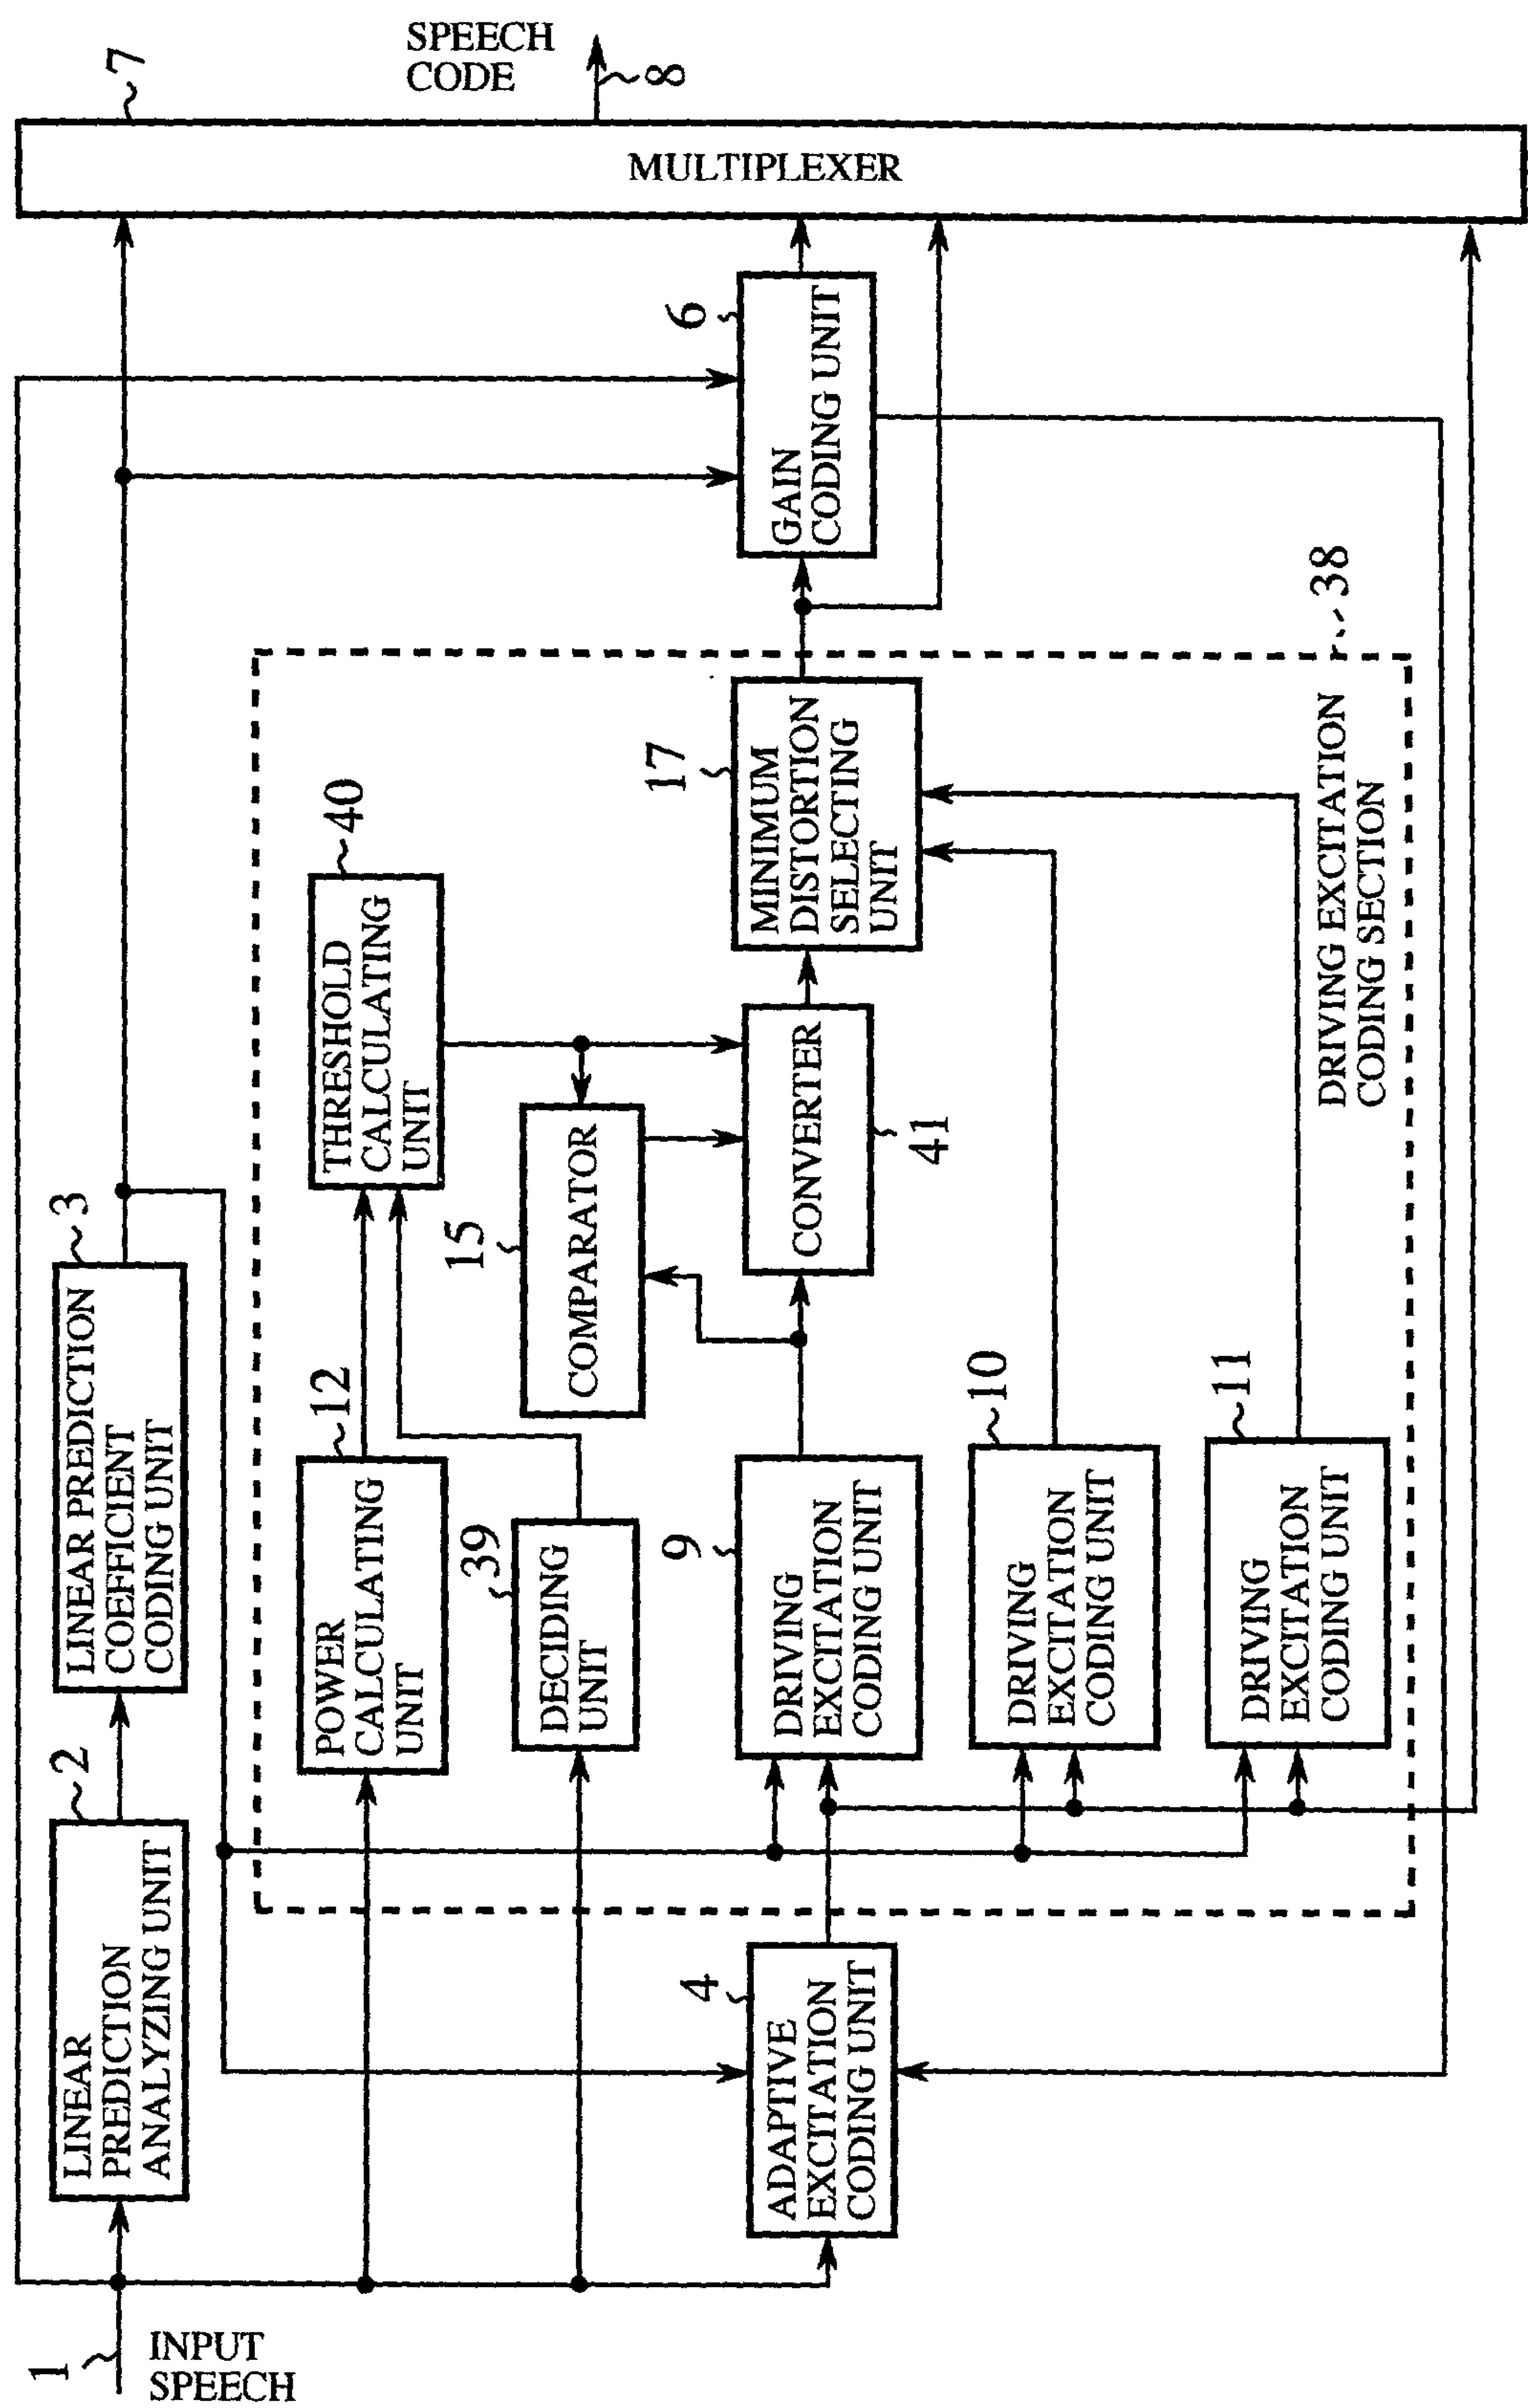 1
INPUT
SPEECH
2
LINEAR
PREDICTION
ANALYZING UNIT
3
LINEAR PREDICTION
COEFFICIENT
CODING UNIT
4
ADAPTIVE
EXCITATION
CODING UNIT
12
POWER
CALCULATING
UNIT
39
DECIDING
UNIT
9
DRIVING
EXCITATION
CODING UNIT
10
DRIVING
EXCITATION
CODING UNIT
11
DRIVING
EXCITATION
CODING UNIT
40
THRESHOLD
CALCULATING
UNIT
15
COMPARATOR
CONVERTER
41
17
MINIMUM
DISTORTION
SELECTING
UNIT
DRIVING EXCITATION
CODING SECTION
38
6
GAIN
CODING UNIT
7
MULTIPLEXER
SPEECH
CODE
8